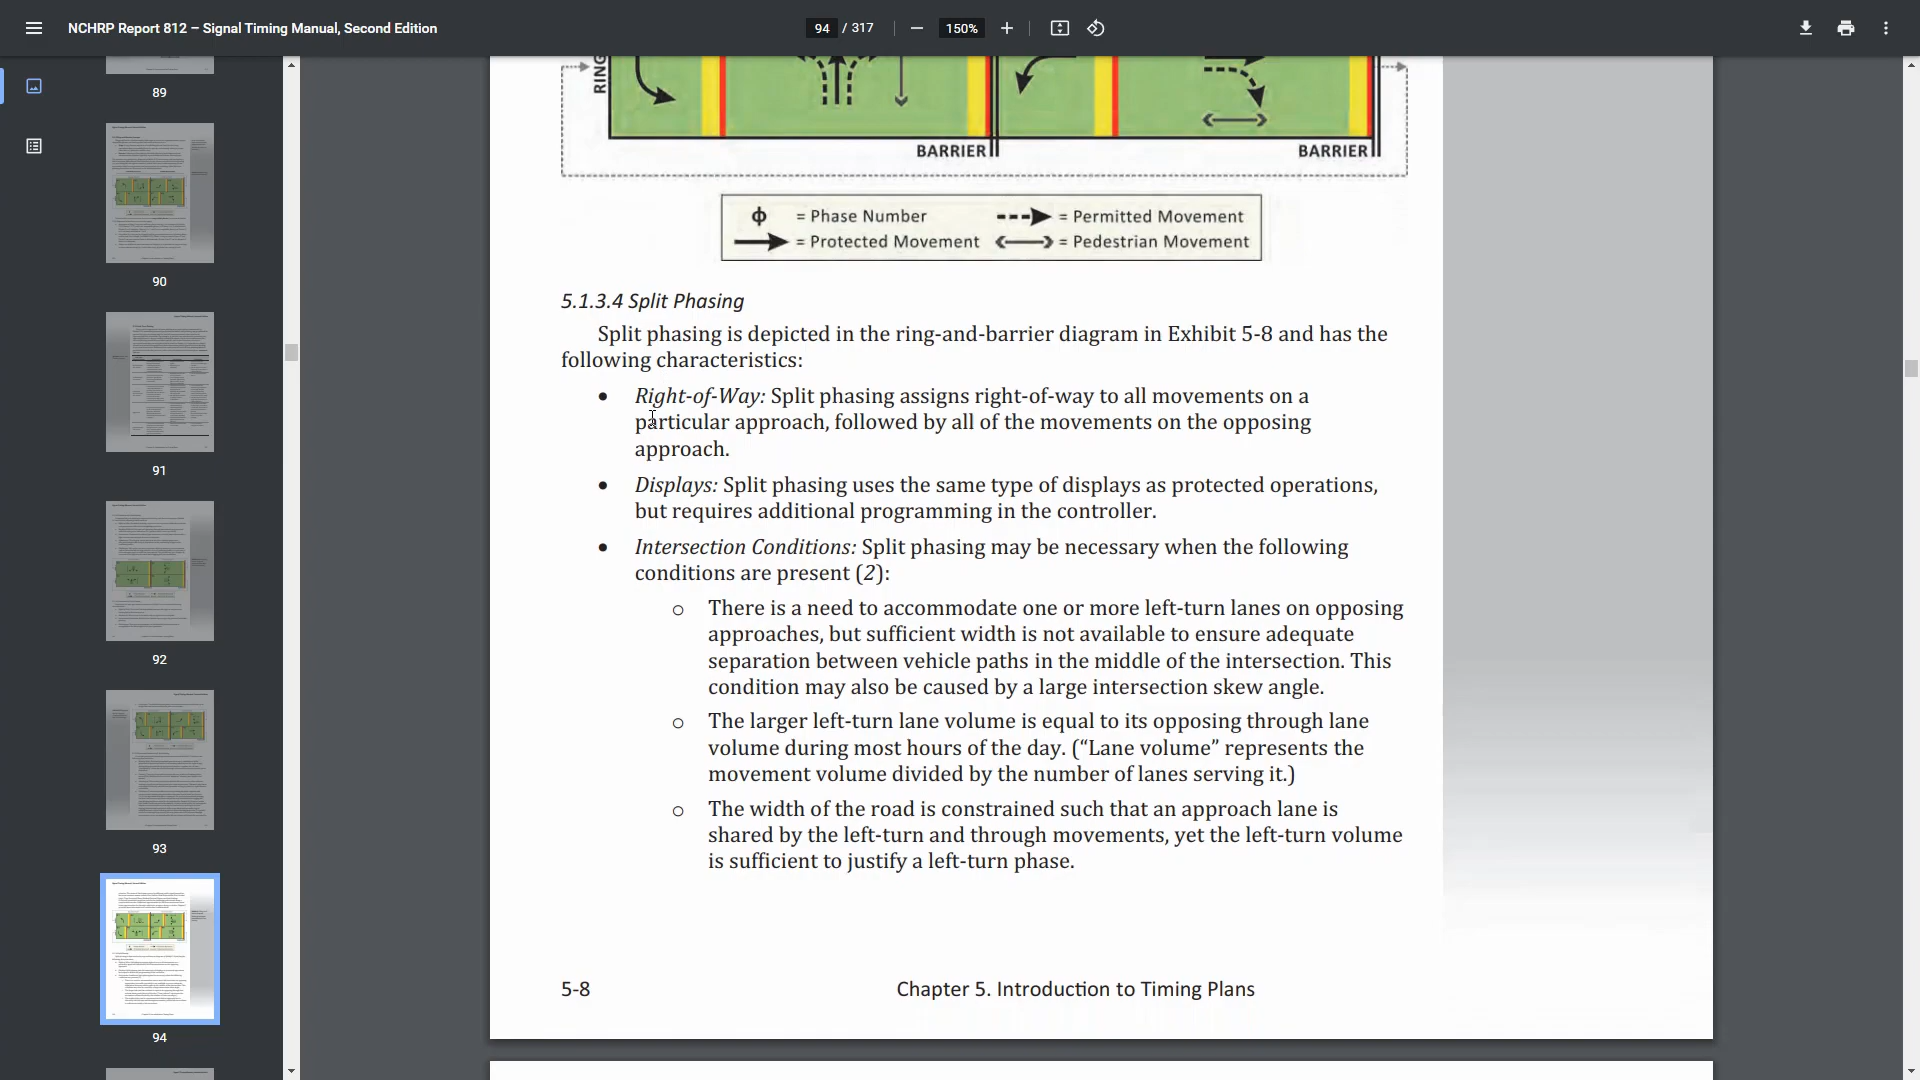 NCHRP Report 812 – Signal Timing Manual, Second Edition
94 / 317
150%
89
90
91
92
93
94
RING
BARRIER
BARRIER
ϕ = Phase Number
= Permitted Movement
= Protected Movement
= Pedestrian Movement
5.1.3.4 Split Phasing
Split phasing is depicted in the ring-and-barrier diagram in Exhibit 5-8 and has the
following characteristics:
• Right-of-Way: Split phasing assigns right-of-way to all movements on a
particular approach, followed by all of the movements on the opposing
approach.
• Displays: Split phasing uses the same type of displays as protected operations,
but requires additional programming in the controller.
• Intersection Conditions: Split phasing may be necessary when the following
conditions are present (2):
o There is a need to accommodate one or more left-turn lanes on opposing
approaches, but sufficient width is not available to ensure adequate
separation between vehicle paths in the middle of the intersection. This
condition may also be caused by a large intersection skew angle.
o The larger left-turn lane volume is equal to its opposing through lane
volume during most hours of the day. (“Lane volume” represents the
movement volume divided by the number of lanes serving it.)
o The width of the road is constrained such that an approach lane is
shared by the left-turn and through movements, yet the left-turn volume
is sufficient to justify a left-turn phase.
5-8
Chapter 5. Introduction to Timing Plans